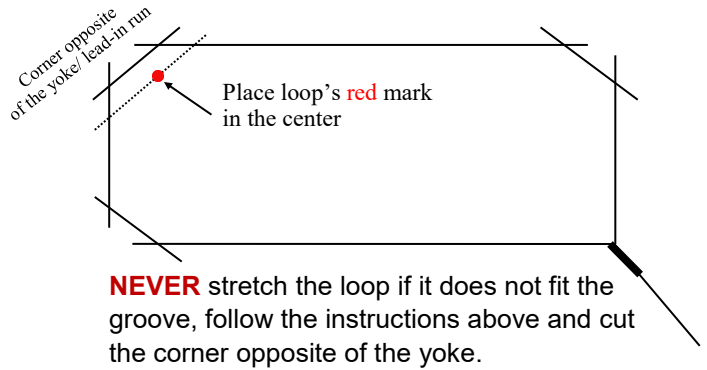 Corner opposite
of the yoke/ lead-in run
Place loop's red mark
in the center
NEVER stretch the loop if it does not fit the
groove, follow the instructions above and cut
the corner opposite of the yoke.